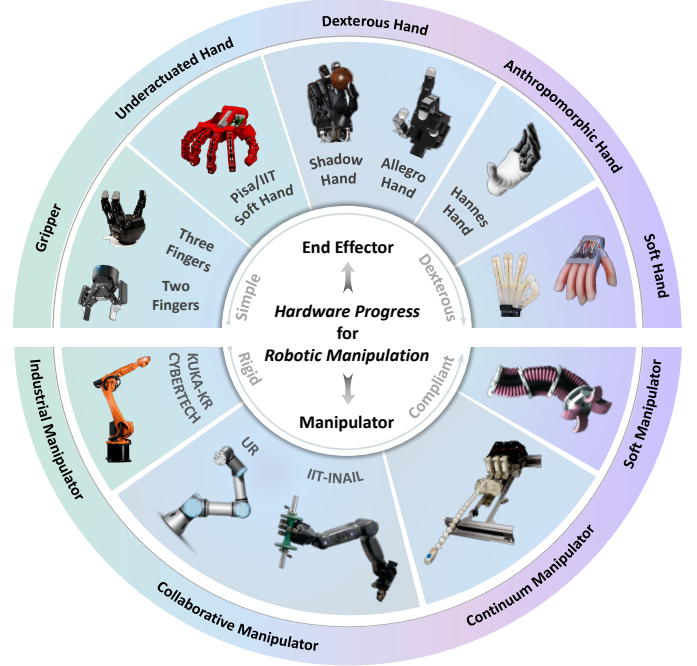 Dexterous Hand
Underactuated Hand
Anthropomorphic Hand
Gripper
Soft Hand
Pisa/IIT
Soft Hand
Shadow
Hand
Allegro
Hand
Hannes
Hand
Three
Fingers
Two
Fingers
End Effector
Simple
Dexterous
Hardware Progress
for
Robotic Manipulation
Rigid
Compliant
Manipulator
KUKA-KR
CYBERTECH
UR
IIT-INAIL
Industrial Manipulator
Soft Manipulator
Collaborative Manipulator
Continuum Manipulator